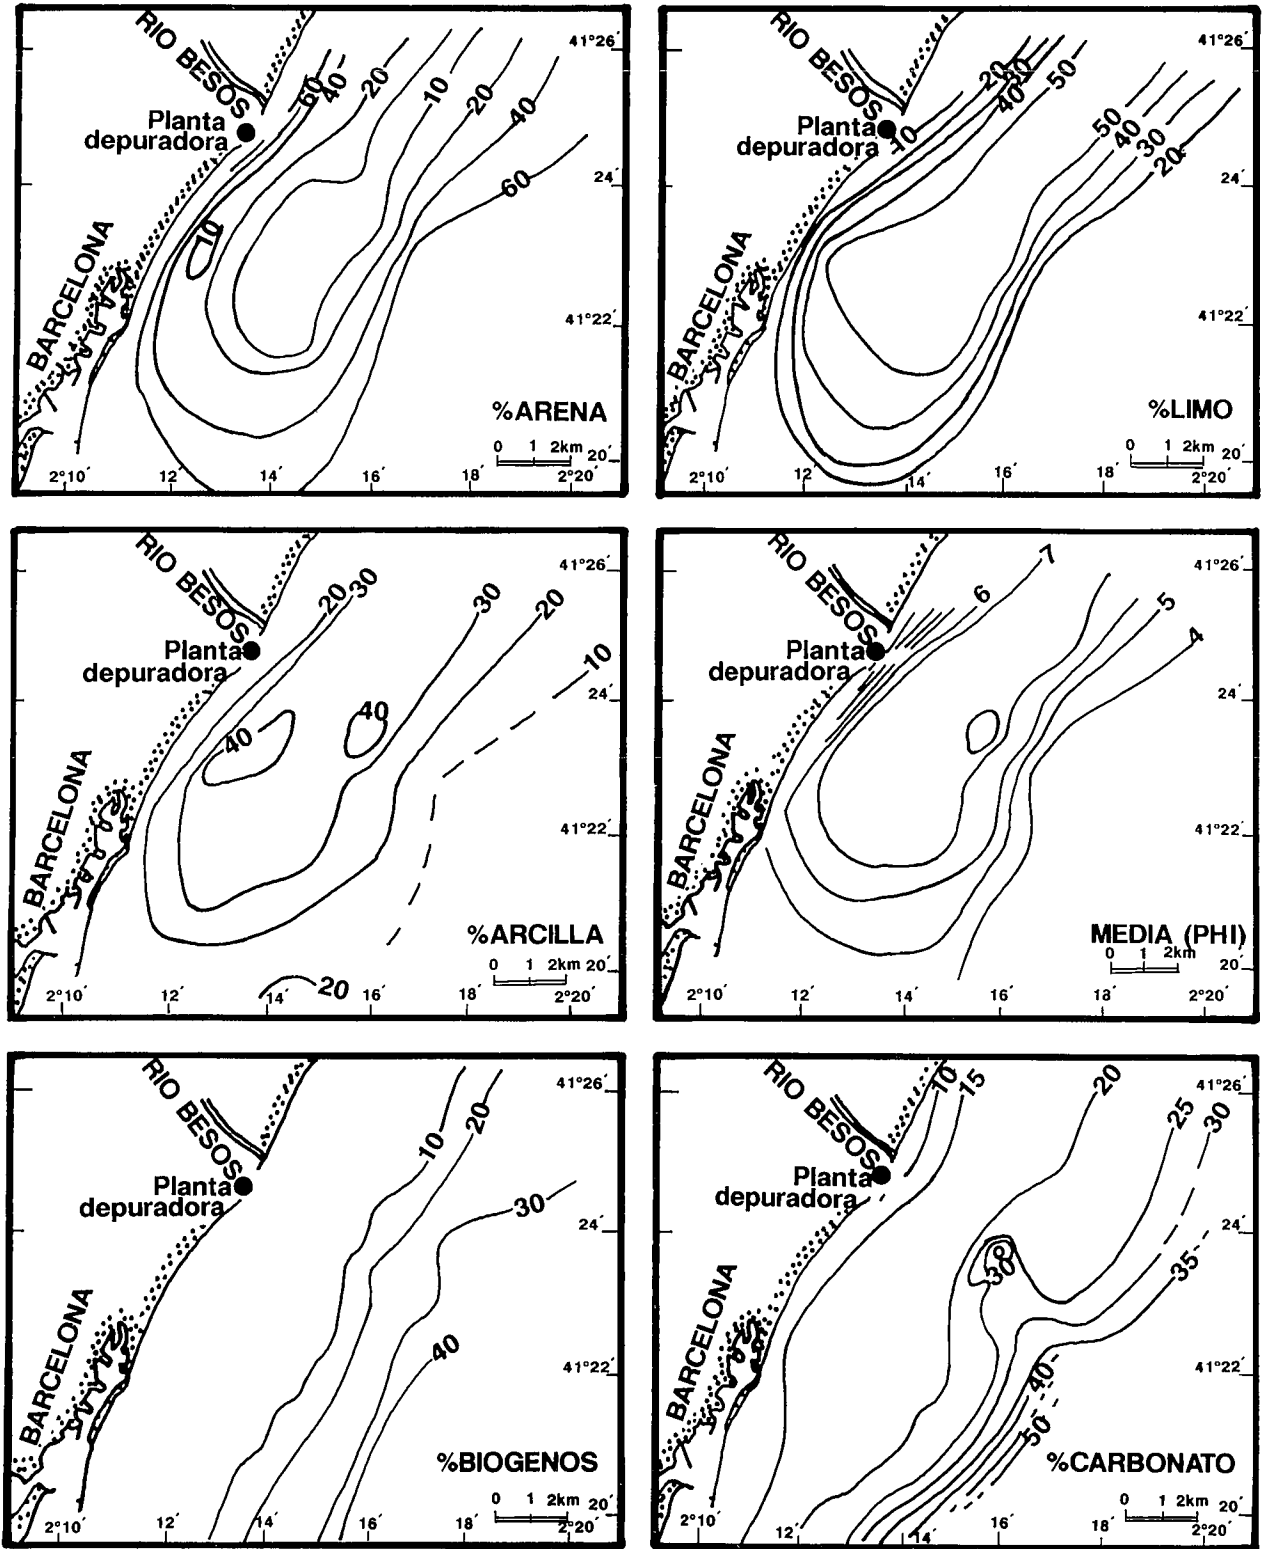 RIO BESOS
Planta
depuradora
BARCELONA
60
40
20
10
20
40
60
10
41°26´
24´
41°22´
20´
%ARENA
0 1 2km
2°10´ 12´ 14´ 16´ 18´ 2°20´
RIO BESOS
Planta
depuradora
BARCELONA
10
20
30
40
50
50
40
30
20
41°26´
24´
41°22´
20´
%LIMO
0 1 2km
2°10´ 12´ 14´ 16´ 18´ 2°20´
RIO BESOS
Planta
depuradora
BARCELONA
20
30
30
20
10
40
40
20
41°26´
24´
41°22´
20´
%ARCILLA
0 1 2km
2°10´ 12´ 14´ 16´ 18´ 2°20´
RIO BESOS
Planta
depuradora
BARCELONA
6
7
5
4
41°26´
24´
41°22´
20´
MEDIA (PHI)
0 1 2km
2°10´ 12´ 14´ 16´ 18´ 2°20´
RIO BESOS
Planta
depuradora
BARCELONA
10
20
30
40
41°26´
24´
41°22´
20´
%BIOGENOS
0 1 2km
2°10´ 12´ 14´ 16´ 18´ 2°20´
RIO BESOS
Planta
depuradora
BARCELONA
10
15
20
25
30
35
30
40
50
41°26´
24´
41°22´
20´
%CARBONATO
0 1 2km
2°10´ 12´ 14´ 16´ 18´ 2°20´